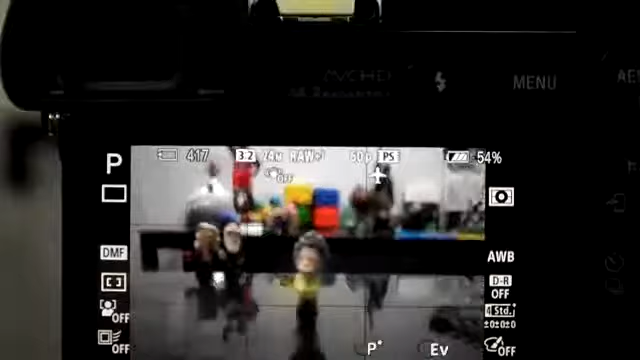 MENU
P 417 3:2 24M RAW+J 60p PS 54%
OFF
DMF
AWB
D-R
OFF
Std.
OFF ±0±0±0
OFF P* Ev OFF